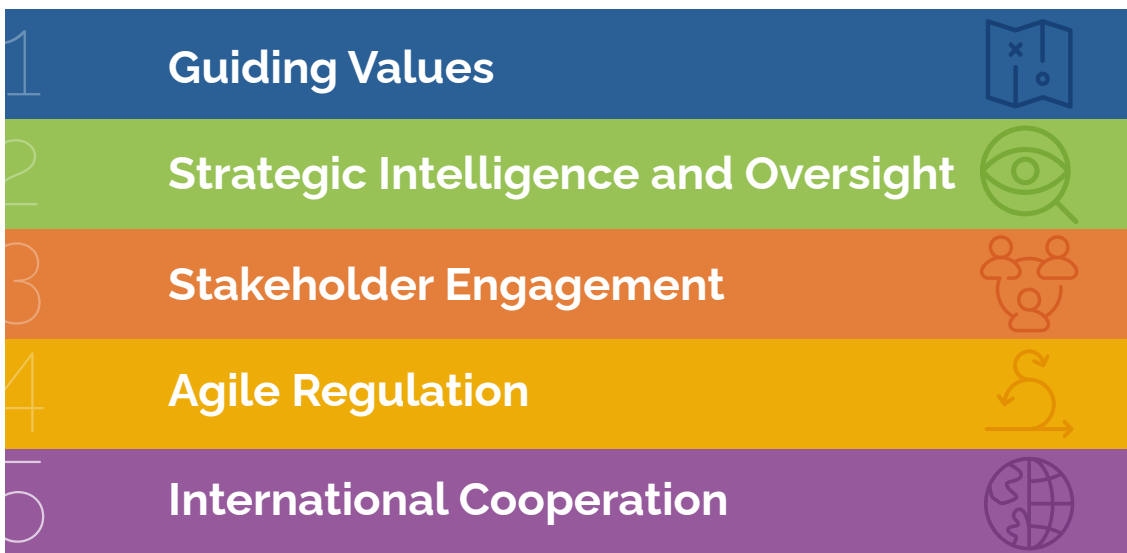 1 Guiding Values
2 Strategic Intelligence and Oversight
3 Stakeholder Engagement
4 Agile Regulation
5 International Cooperation